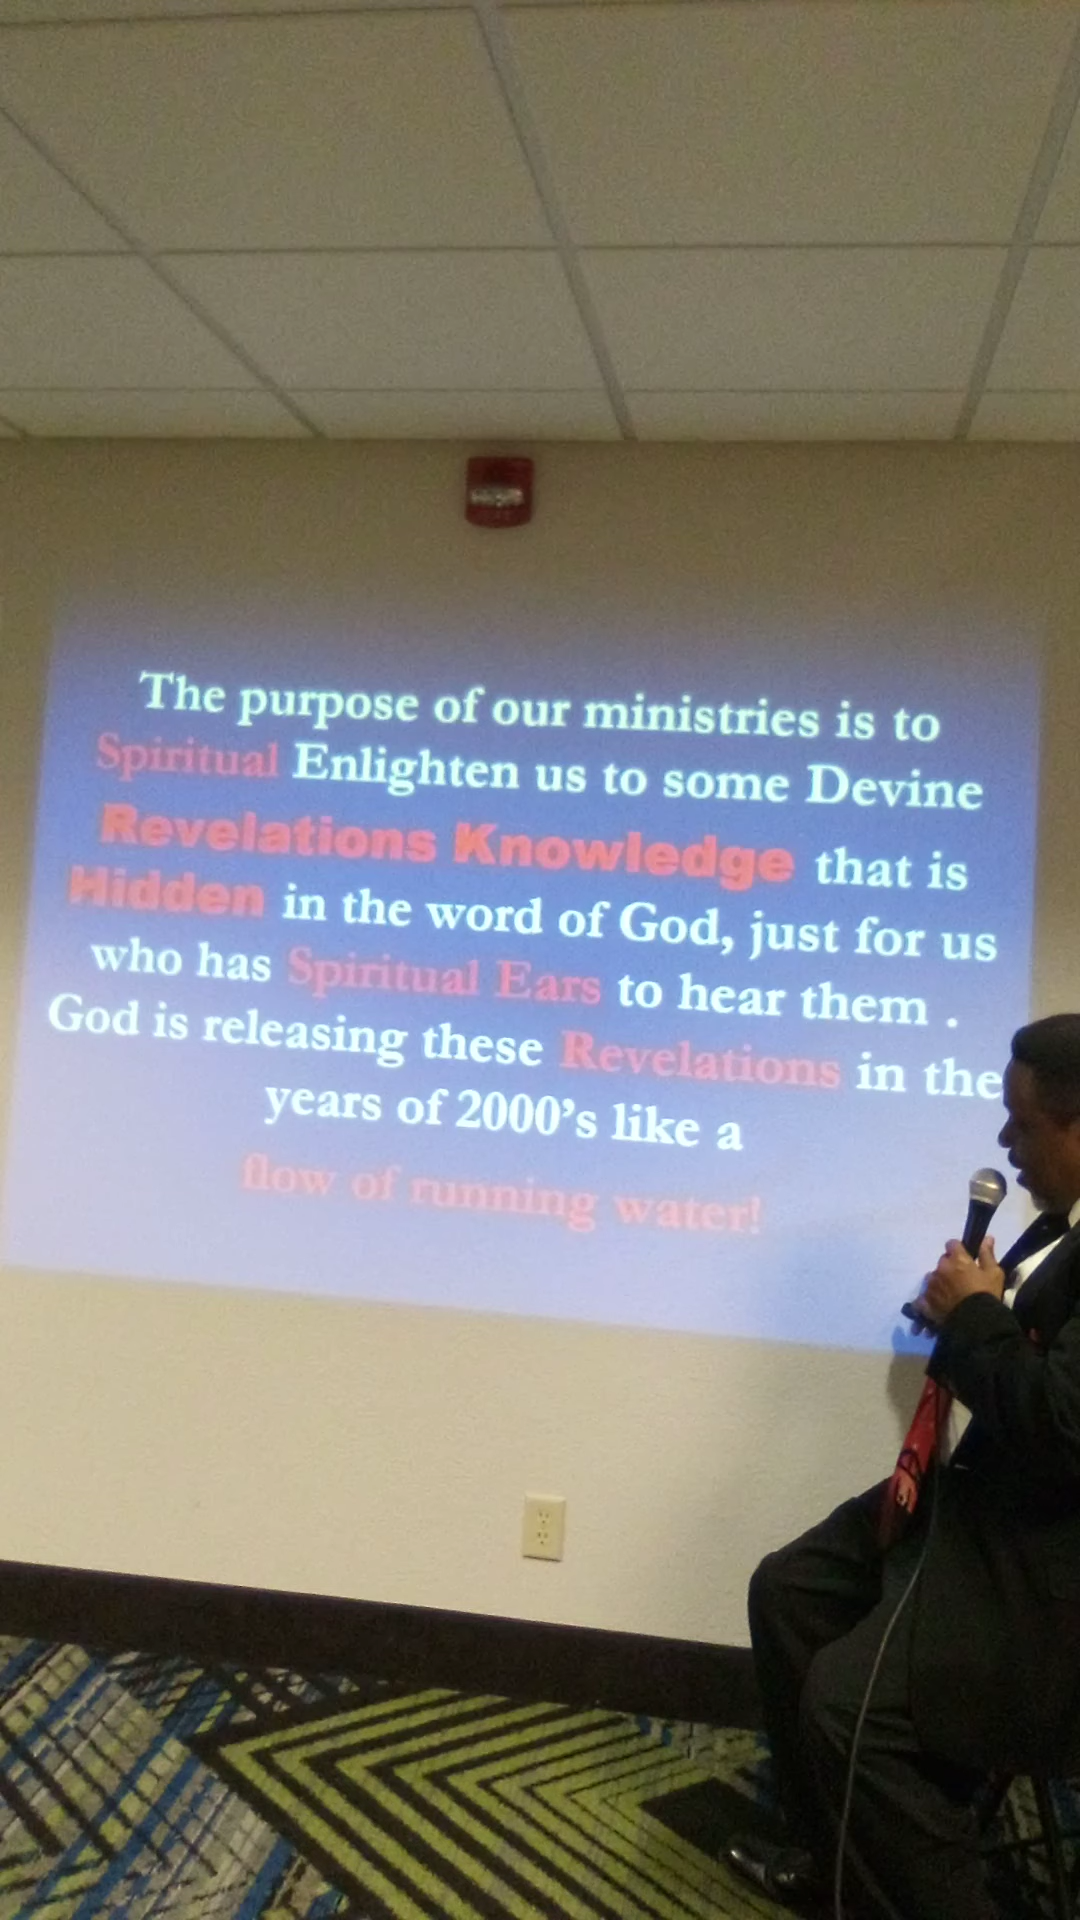 The purpose of our ministries is to
Spiritual Enlighten us to some Devine
Revelations Knowledge that is
Hidden in the word of God, just for us
who has Spiritual Ears to hear them .
God is releasing these Revelations in the
years of 2000's like a
flow of running water!